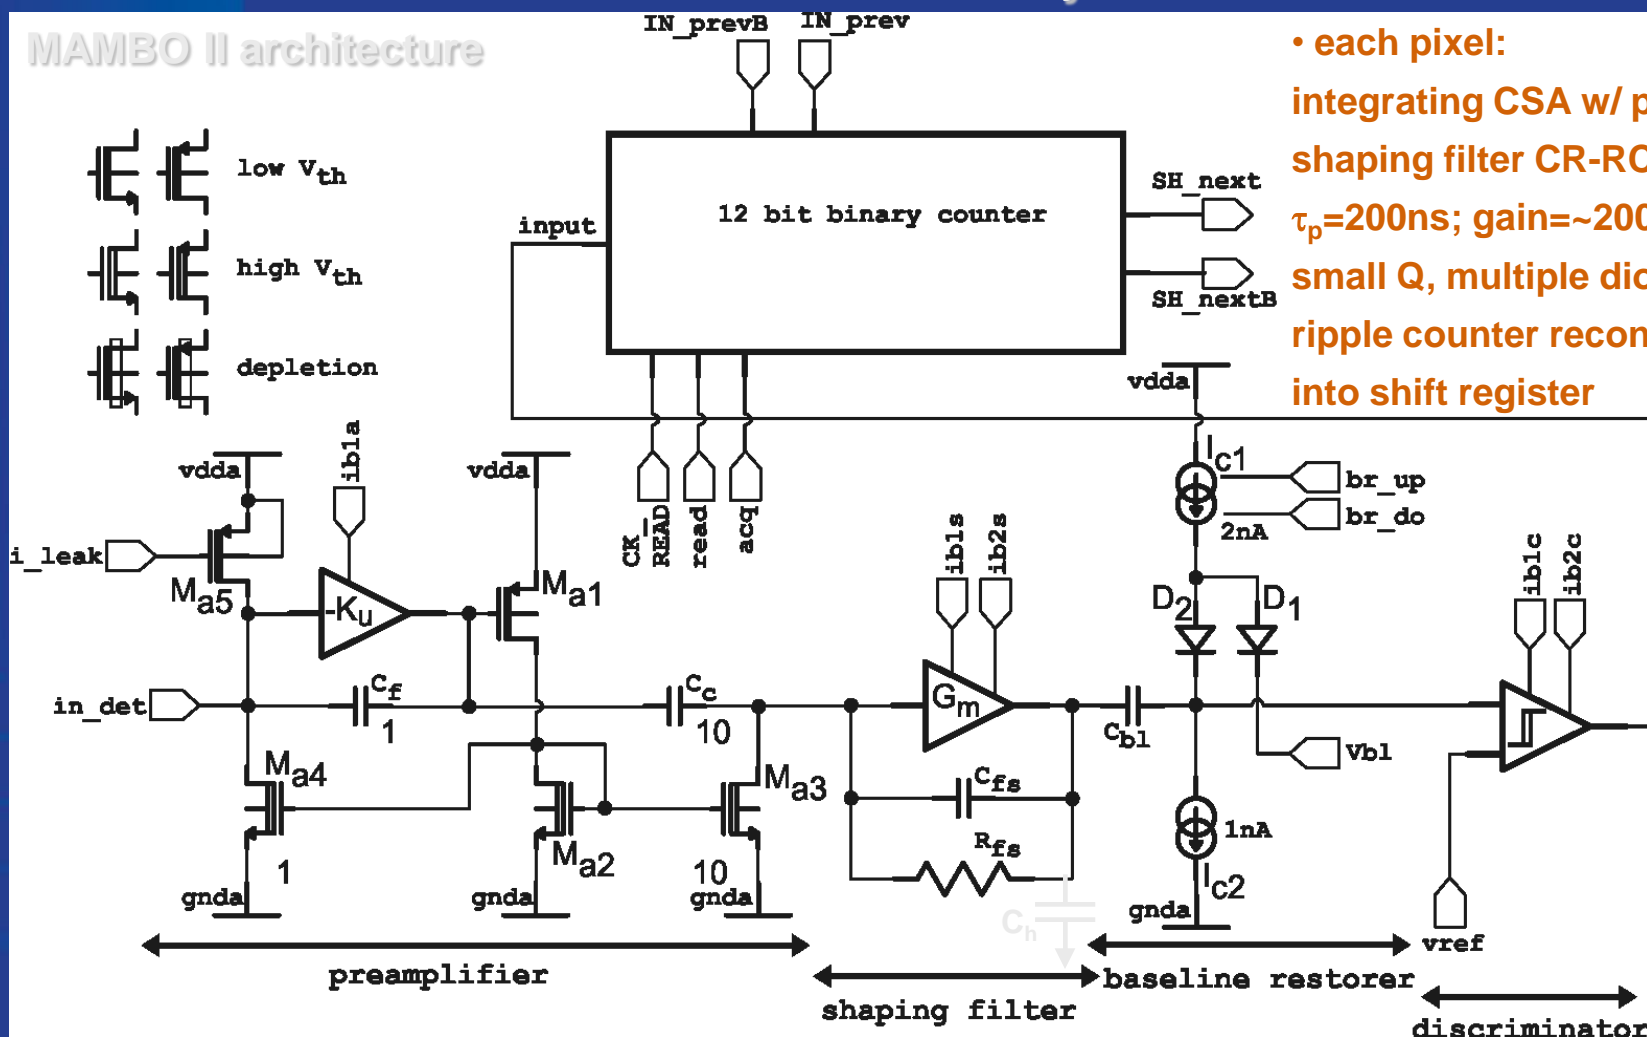 MAMBO II architecture
IN_prevB IN_prev
• each pixel:
integrating CSA w/
shaping filter CR-RC
τp=200ns; gain=~200
small Q, multiple
ripple counter
into shift register
low Vth
high Vth
depletion
12 bit binary counter
input
SH_next
SH_nextB
CK_READ
read
acq
vdda
ib1a
vdda
i_leak
Ma5
-Ku
Ma1
in_det
Cf
1
Cc
10
Ma4
1
Ma2
Ma3
10
gnda
gnda
gnda
preamplifier
ib1s
ib2s
Gm
Cfs
Rfs
Ch
shaping filter
vdda
Ic1
2nA
br_up
br_do
D2
D1
Cbl
Vbl
1nA
Ic2
gnda
baseline restorer
ib1c
ib2c
vref
discriminator